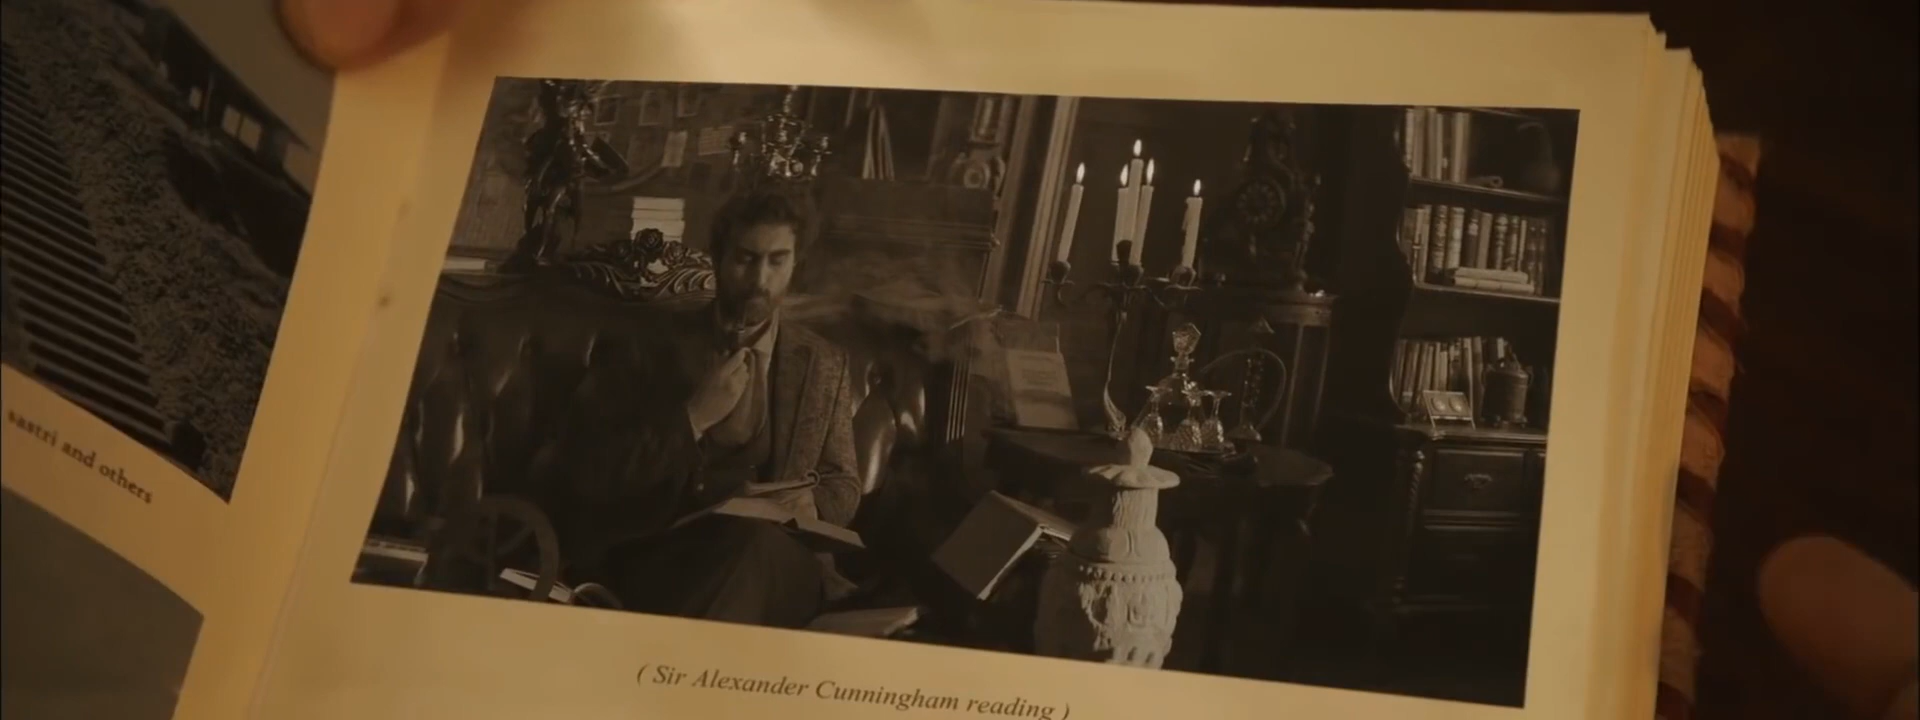 sastri and others
( Sir Alexander Cunningham reading )